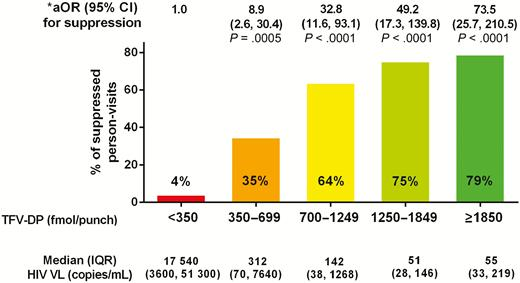 *aOR (95% CI) 1.0 8.9 32.8 49.2 73.5
for suppression (2.6, 30.4) (11.6, 93.1) (17.3, 139.8) (25.7, 210.5)
P = .0005 P < .0001 P < .0001 P < .0001
% of suppressed
person-visits
80
60
40
20
0
4% 35% 64% 75% 79%
TFV-DP (fmol/punch) <350 350–699 700–1249 1250–1849 ≥1850
Median (IQR) 17 540 312 142 51 55
HIV VL (copies/mL) (3600, 51 300) (70, 7640) (38, 1268) (28, 146) (33, 219)